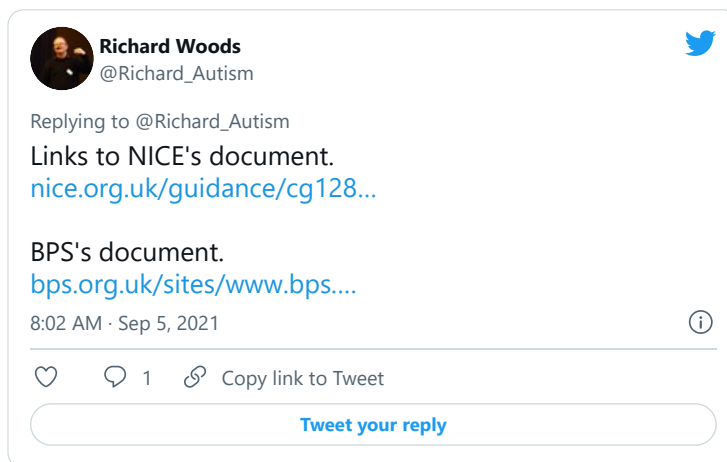 Richard Woods
@Richard_Autism
Replying to @Richard_Autism
Links to NICE's document.
nice.org.uk/guidance/cg128...
BPS's document.
bps.org.uk/sites/www.bps....
8:02 AM · Sep 5, 2021
1 Copy link to Tweet
Tweet your reply